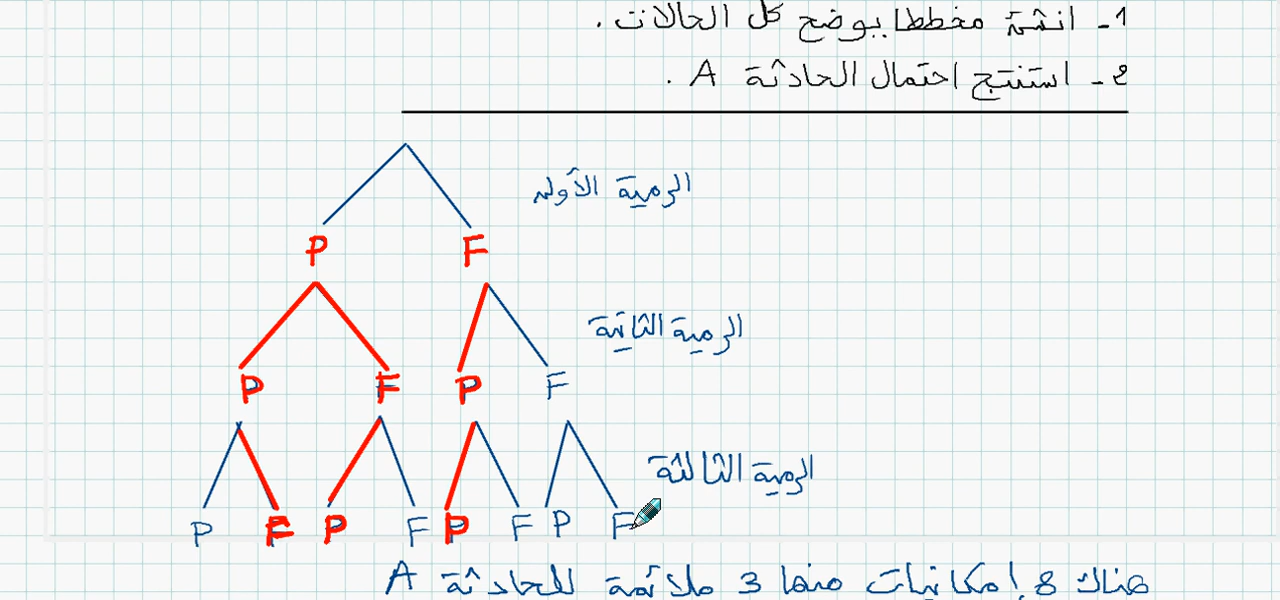 1- انشئ مخططا يوضح كل الحالات .
2- استنتج احتمال الحادثة A .
الرمية الأولى
P F
الرمية الثانية
P F P F
الرمية الثالثة
P F P F P F P F
هناك 8 إمكانيات منها 3 ملائمة للحادثة A